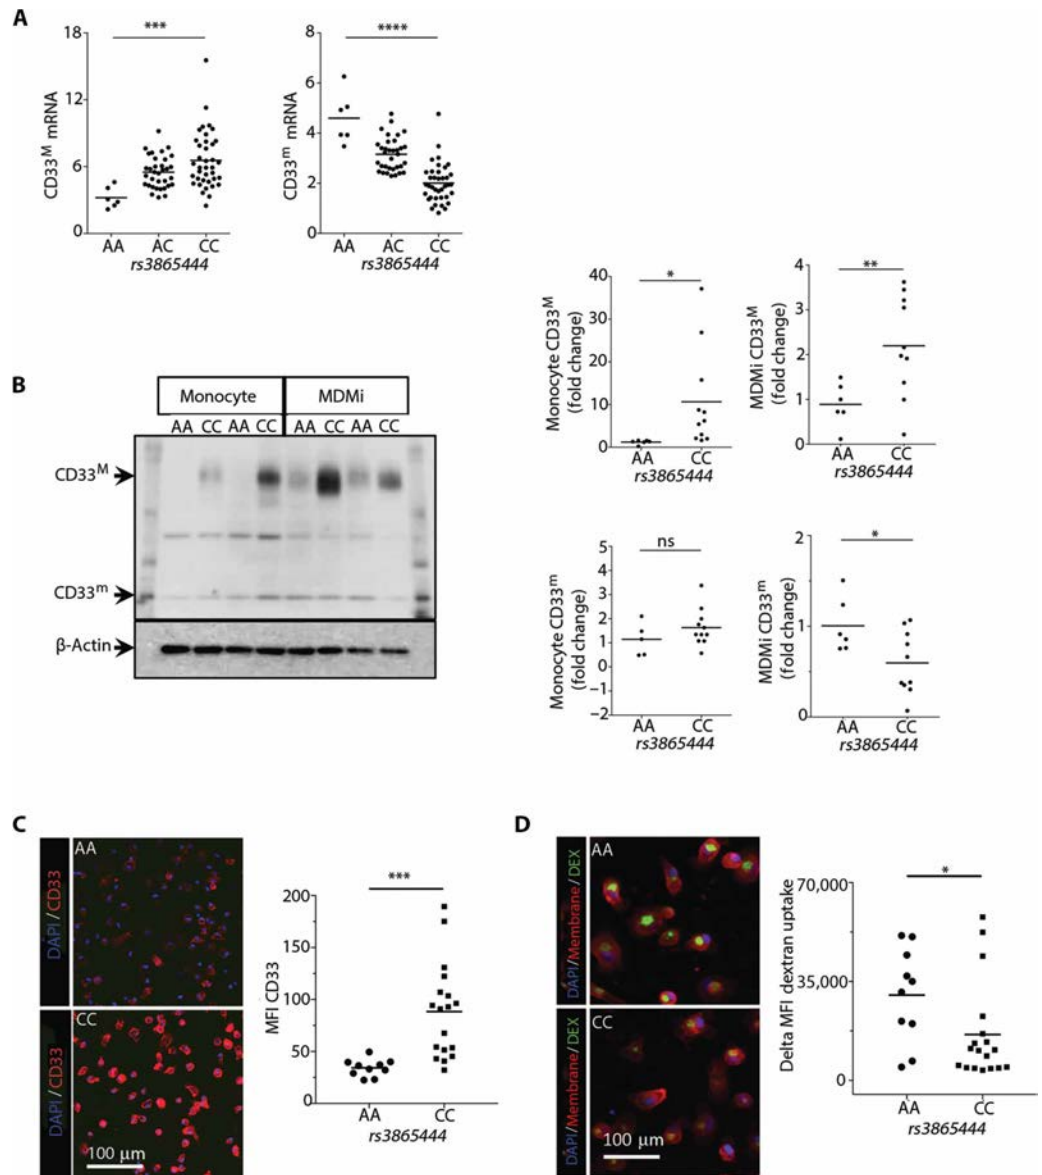 A
***
18
12
6
0
CD33ᴹ mRNA
AA AC CC
rs3865444
****
8
6
4
2
0
CD33ᵐ mRNA
AA AC CC
rs3865444
B
Monocyte MDMi
AA CC AA CC AA CC AA CC
CD33ᴹ
CD33ᵐ
β-Actin
*
40
30
20
10
0
Monocyte CD33ᴹ
(fold change)
AA CC
rs3865444
**
4
3
2
1
0
MDMi CD33ᴹ
(fold change)
AA CC
rs3865444
ns
5
4
3
2
1
0
−1
−2
Monocyte CD33ᵐ
(fold change)
AA CC
rs3865444
*
2
1
0
MDMi CD33ᵐ
(fold change)
AA CC
rs3865444
C
DAPI/CD33
AA
DAPI/CD33
CC
100 μm
***
200
150
100
50
0
MFI CD33
AA CC
rs3865444
D
DAPI/Membrane/DEX
AA
DAPI/Membrane/DEX
CC
100 μm
*
70,000
35,000
0
Delta MFI dextran uptake
AA CC
rs3865444